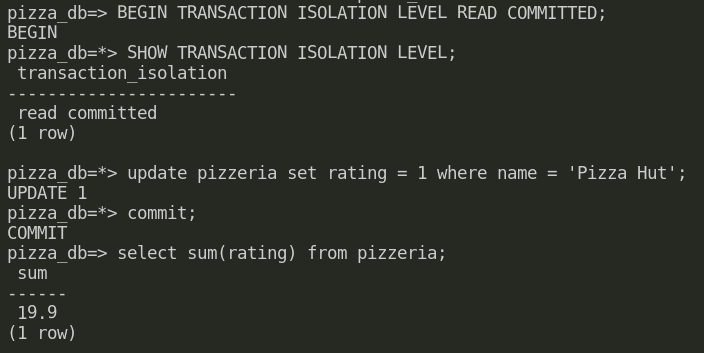 pizza_db=> BEGIN TRANSACTION ISOLATION LEVEL READ COMMITTED;
BEGIN
pizza_db=*> SHOW TRANSACTION ISOLATION LEVEL;
 transaction_isolation
-----------------------
 read committed
(1 row)

pizza_db=*> update pizzeria set rating = 1 where name = 'Pizza Hut';
UPDATE 1
pizza_db=*> commit;
COMMIT
pizza_db=> select sum(rating) from pizzeria;
 sum
------
 19.9
(1 row)